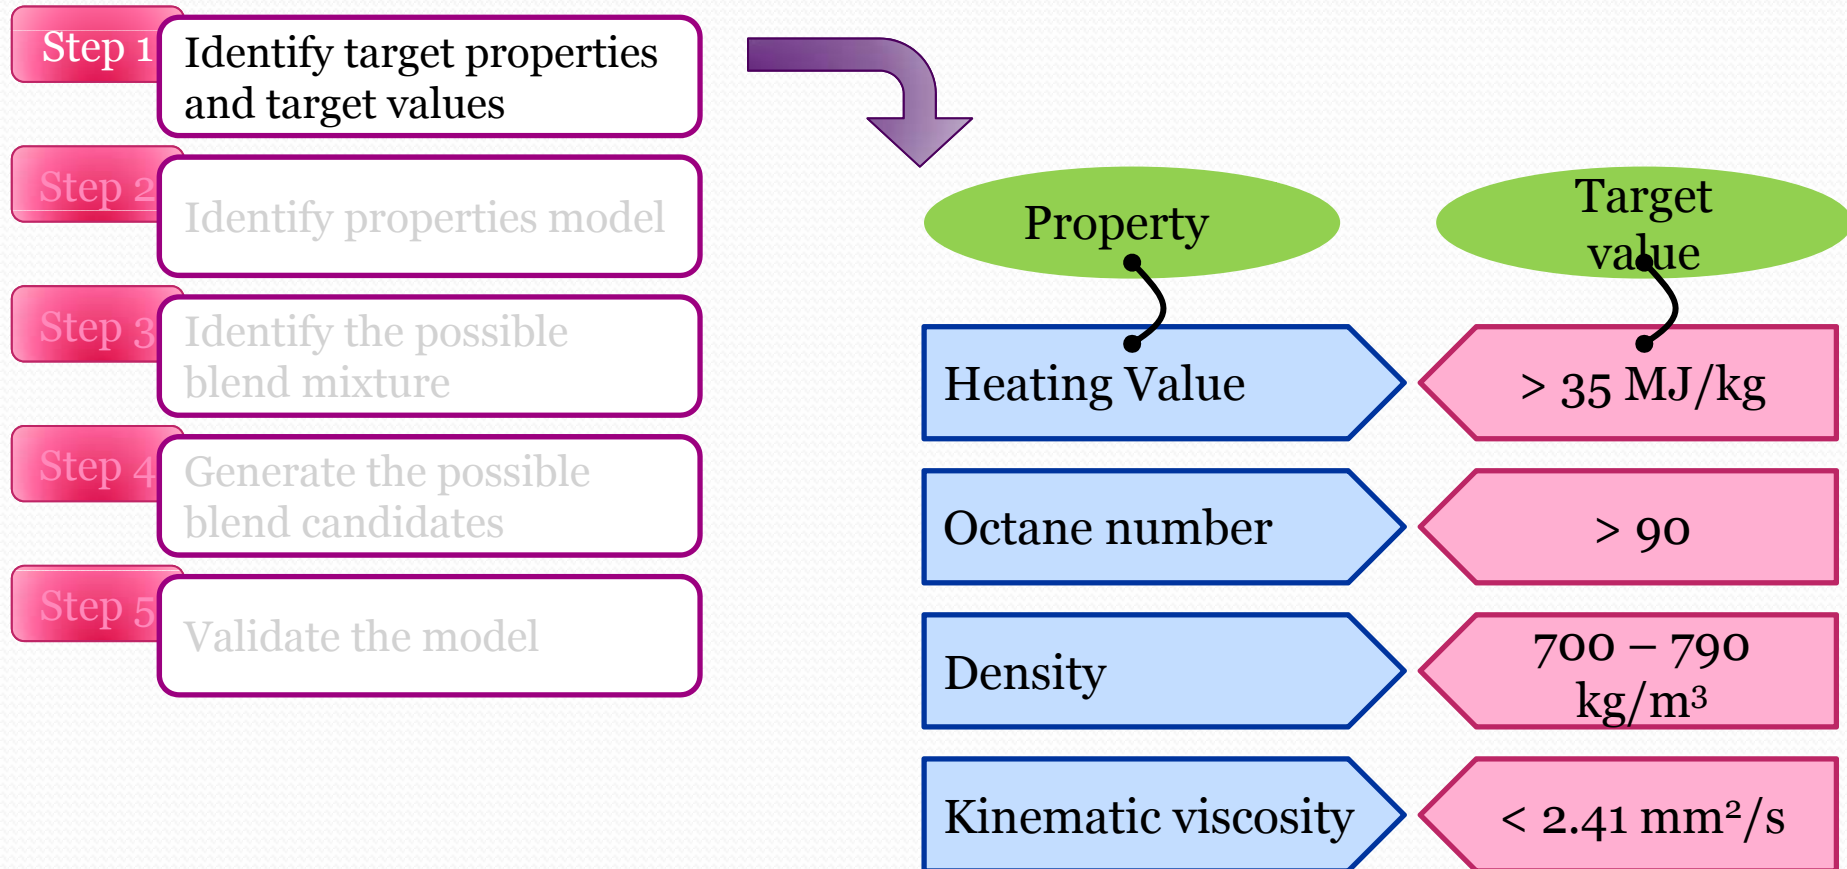 Step 1
Identify target properties
and target values
Step 2
Identify properties model
Step 3
Identify the possible
blend mixture
Step 4
Generate the possible
blend candidates
Step 5
Validate the model
Property
Target
value
Heating Value
> 35 MJ/kg
Octane number
> 90
Density
700 – 790
kg/m³
Kinematic viscosity
< 2.41 mm²/s